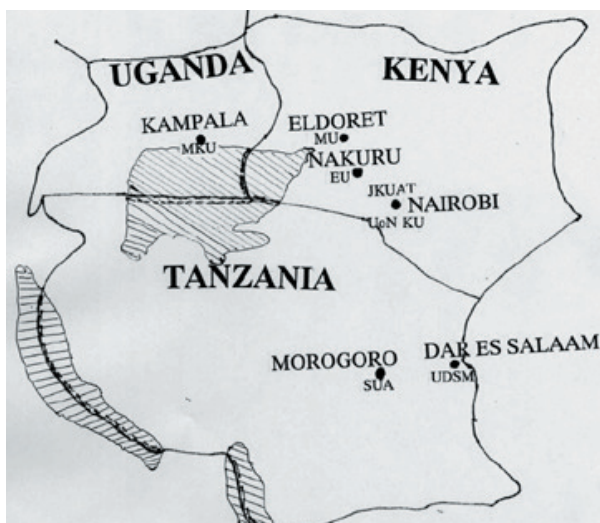 UGANDA
KENYA
KAMPALA
MKU
ELDORET
MU
NAKURU
EU
JKUAT
NAIROBI
UoN KU
TANZANIA
MOROGORO
SUA
DAR ES SALAAM
UDSM